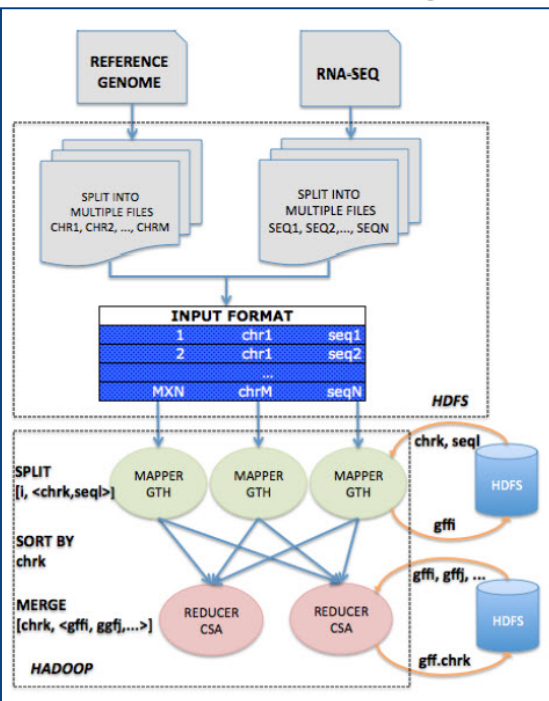 REFERENCE
GENOME
RNA-SEQ
SPLIT INTO
MULTIPLE FILES
CHR1, CHR2, ..., CHRM
SPLIT INTO
MULTIPLE FILES
SEQ1, SEQ2,..., SEQN
INPUT FORMAT
1 chr1 seq1
2 chr1 seq2
...
MXN chrM seqN
HDFS
SPLIT
[i, <chrk,seql>]
MAPPER
GTH
MAPPER
GTH
MAPPER
GTH
chrk, seql
HDFS
gffi
SORT BY
chrk
MERGE
[chrk, <gffi, ggfj,...>]
REDUCER
CSA
REDUCER
CSA
gffi, gffj, ...
HDFS
gff.chrk
HADOOP